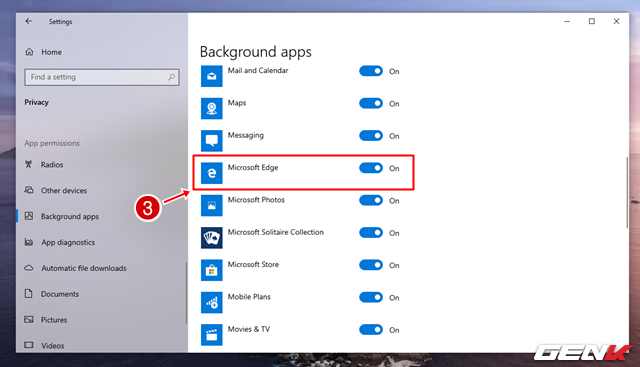 Settings
Home
Find a setting
Privacy
App permissions
Radios
Other devices
Background apps
App diagnostics
Automatic file downloads
Documents
Pictures
Videos
Background apps
Mail and Calendar On
Maps On
Messaging On
Microsoft Edge On
3
Microsoft Photos On
Microsoft Solitaire Collection On
Microsoft Store On
Mobile Plans On
Movies & TV On
GENK